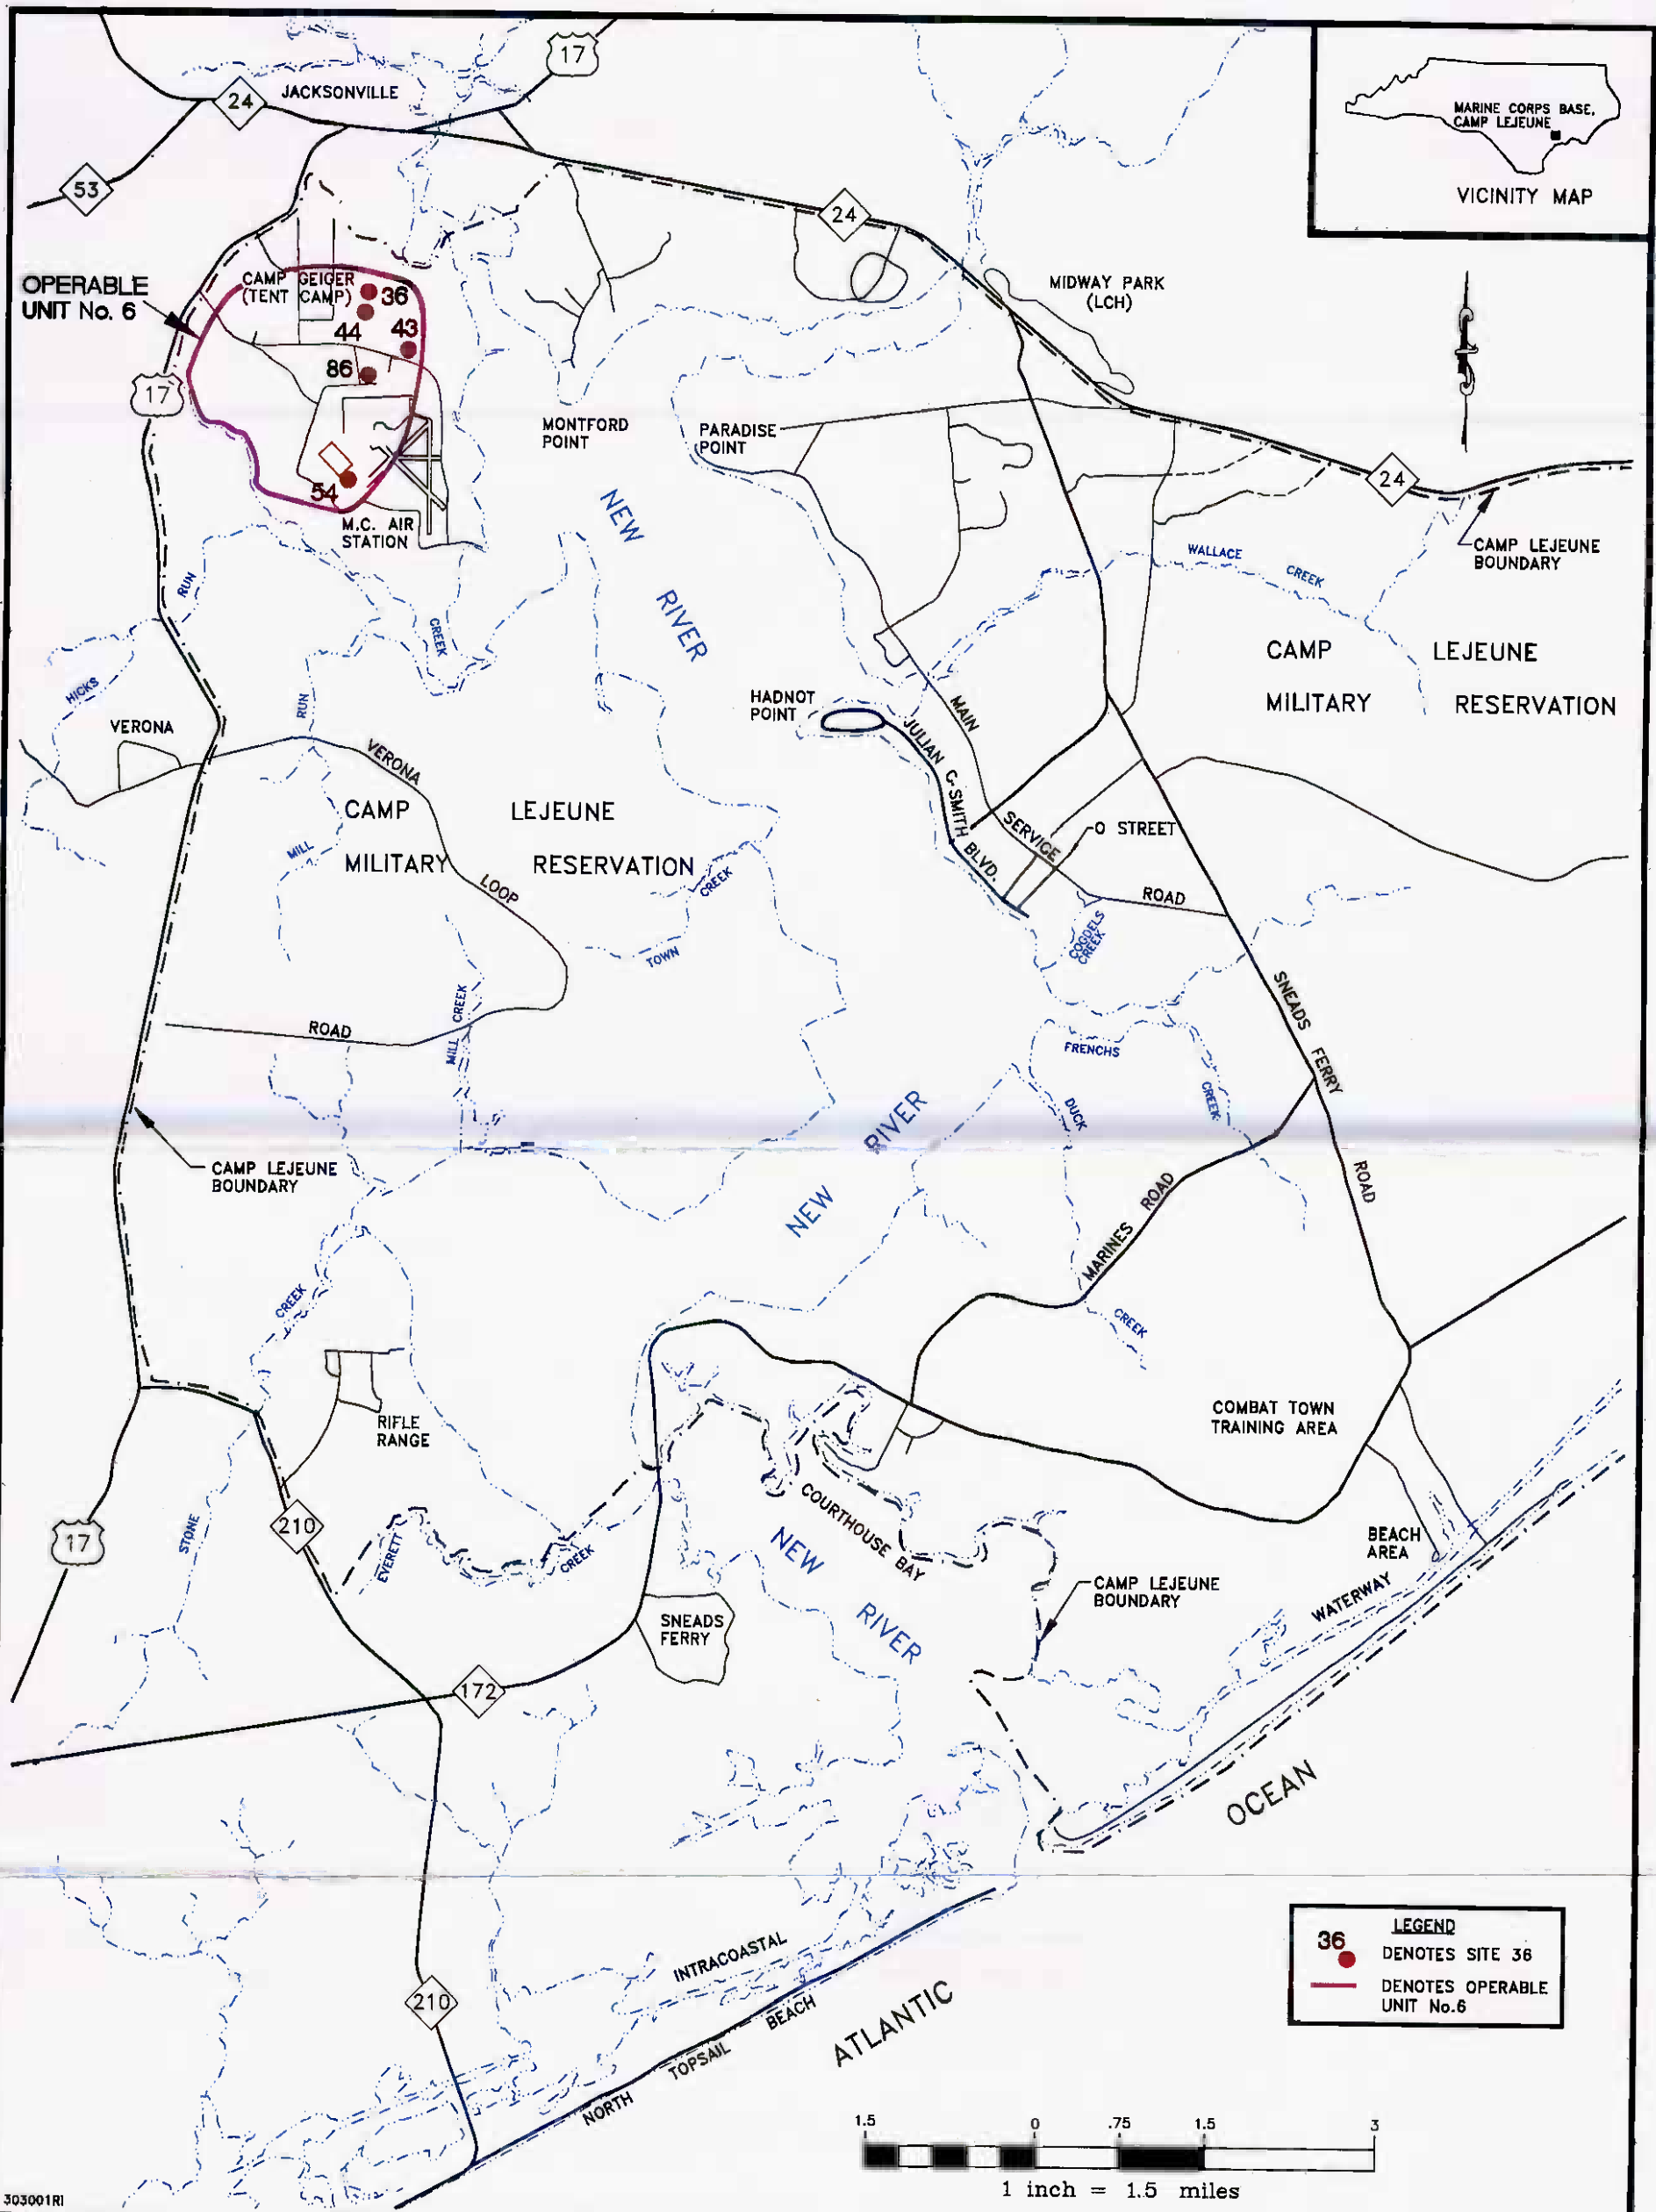 17
24
JACKSONVILLE
53
MARINE CORPS BASE,
CAMP LEJEUNE
VICINITY MAP
24
OPERABLE
UNIT No. 6
CAMP GEIGER
(TENT CAMP)
36
44
43
86
17
54
M.C. AIR
STATION
MONTFORD
POINT
PARADISE
POINT
MIDWAY PARK
(LCH)
24
CAMP LEJEUNE
BOUNDARY
NEW
RIVER
WALLACE
CREEK
RUN
CREEK
HICKS
RUN
CAMP LEJEUNE
MILITARY RESERVATION
HADNOT
POINT
MAIN
JULIAN C. SMITH
BLVD.
SERVICE
O STREET
ROAD
VERONA
VERONA
CAMP LEJEUNE
MILITARY RESERVATION
MILL
LOOP
CREEK
TOWN
COGDELS
CREEK
SNEADS FERRY
ROAD
MILL CREEK
ROAD
FRENCHS
CREEK
DUCK
RIVER
NEW
CAMP LEJEUNE
BOUNDARY
MARINES ROAD
CREEK
CREEK
RIFLE
RANGE
COMBAT TOWN
TRAINING AREA
210
17
STONE
EVERETT
CREEK
COURTHOUSE BAY
NEW
RIVER
BEACH
AREA
CAMP LEJEUNE
BOUNDARY
WATERWAY
SNEADS
FERRY
172
OCEAN
210
INTRACOASTAL
NORTH TOPSAIL BEACH
ATLANTIC
LEGEND
36
DENOTES SITE 36
DENOTES OPERABLE
UNIT No.6
1.5 0 .75 1.5 3
1 inch = 1.5 miles
303001RI